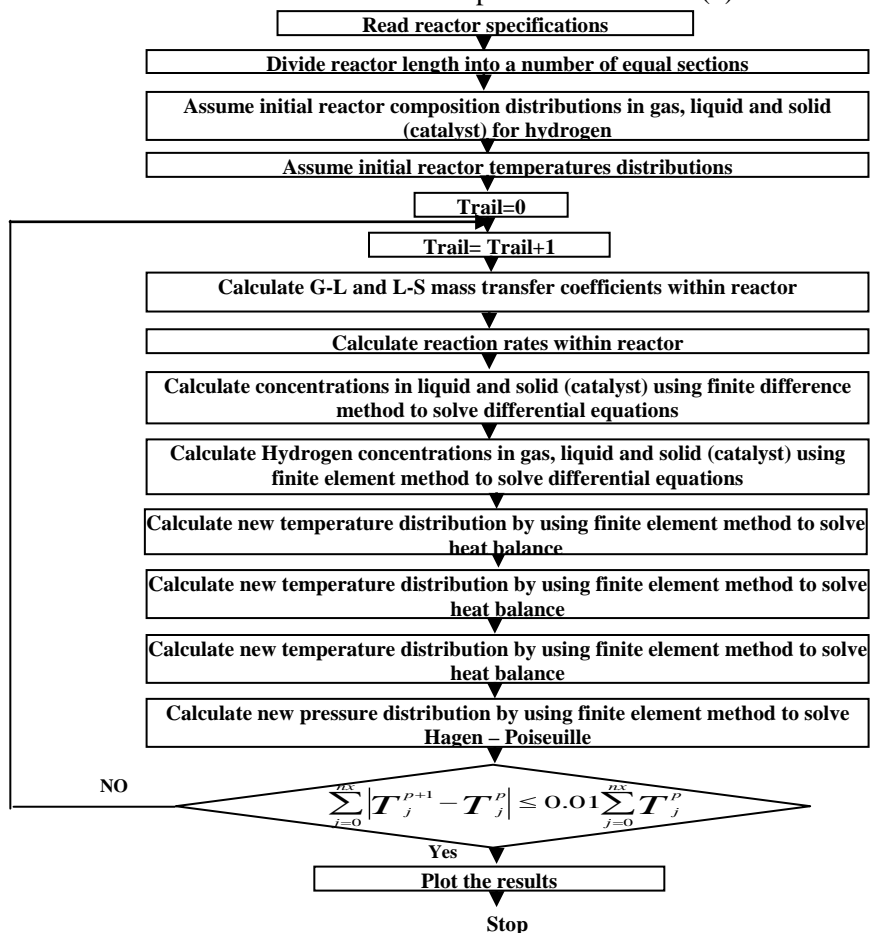 Read reactor specifications
Divide reactor length into a number of equal sections
Assume initial reactor composition distributions in gas, liquid and solid
(catalyst) for hydrogen
Assume initial reactor temperatures distributions
Trail=0
Trail= Trail+1
Calculate G-L and L-S mass transfer coefficients within reactor
Calculate reaction rates within reactor
Calculate concentrations in liquid and solid (catalyst) using finite difference
method to solve differential equations
Calculate Hydrogen concentrations in gas, liquid and solid (catalyst) using
finite element method to solve differential equations
Calculate new temperature distribution by using finite element method to solve
heat balance
Calculate new temperature distribution by using finite element method to solve
heat balance
Calculate new temperature distribution by using finite element method to solve
heat balance
Calculate new pressure distribution by using finite element method to solve
Hagen – Poiseuille
NO
∑_{j=0}^{nx} |T_j^{p+1} − T_j^p| ≤ 0.01 ∑_{j=0}^{nx} T_j^p
Yes
Plot the results
Stop